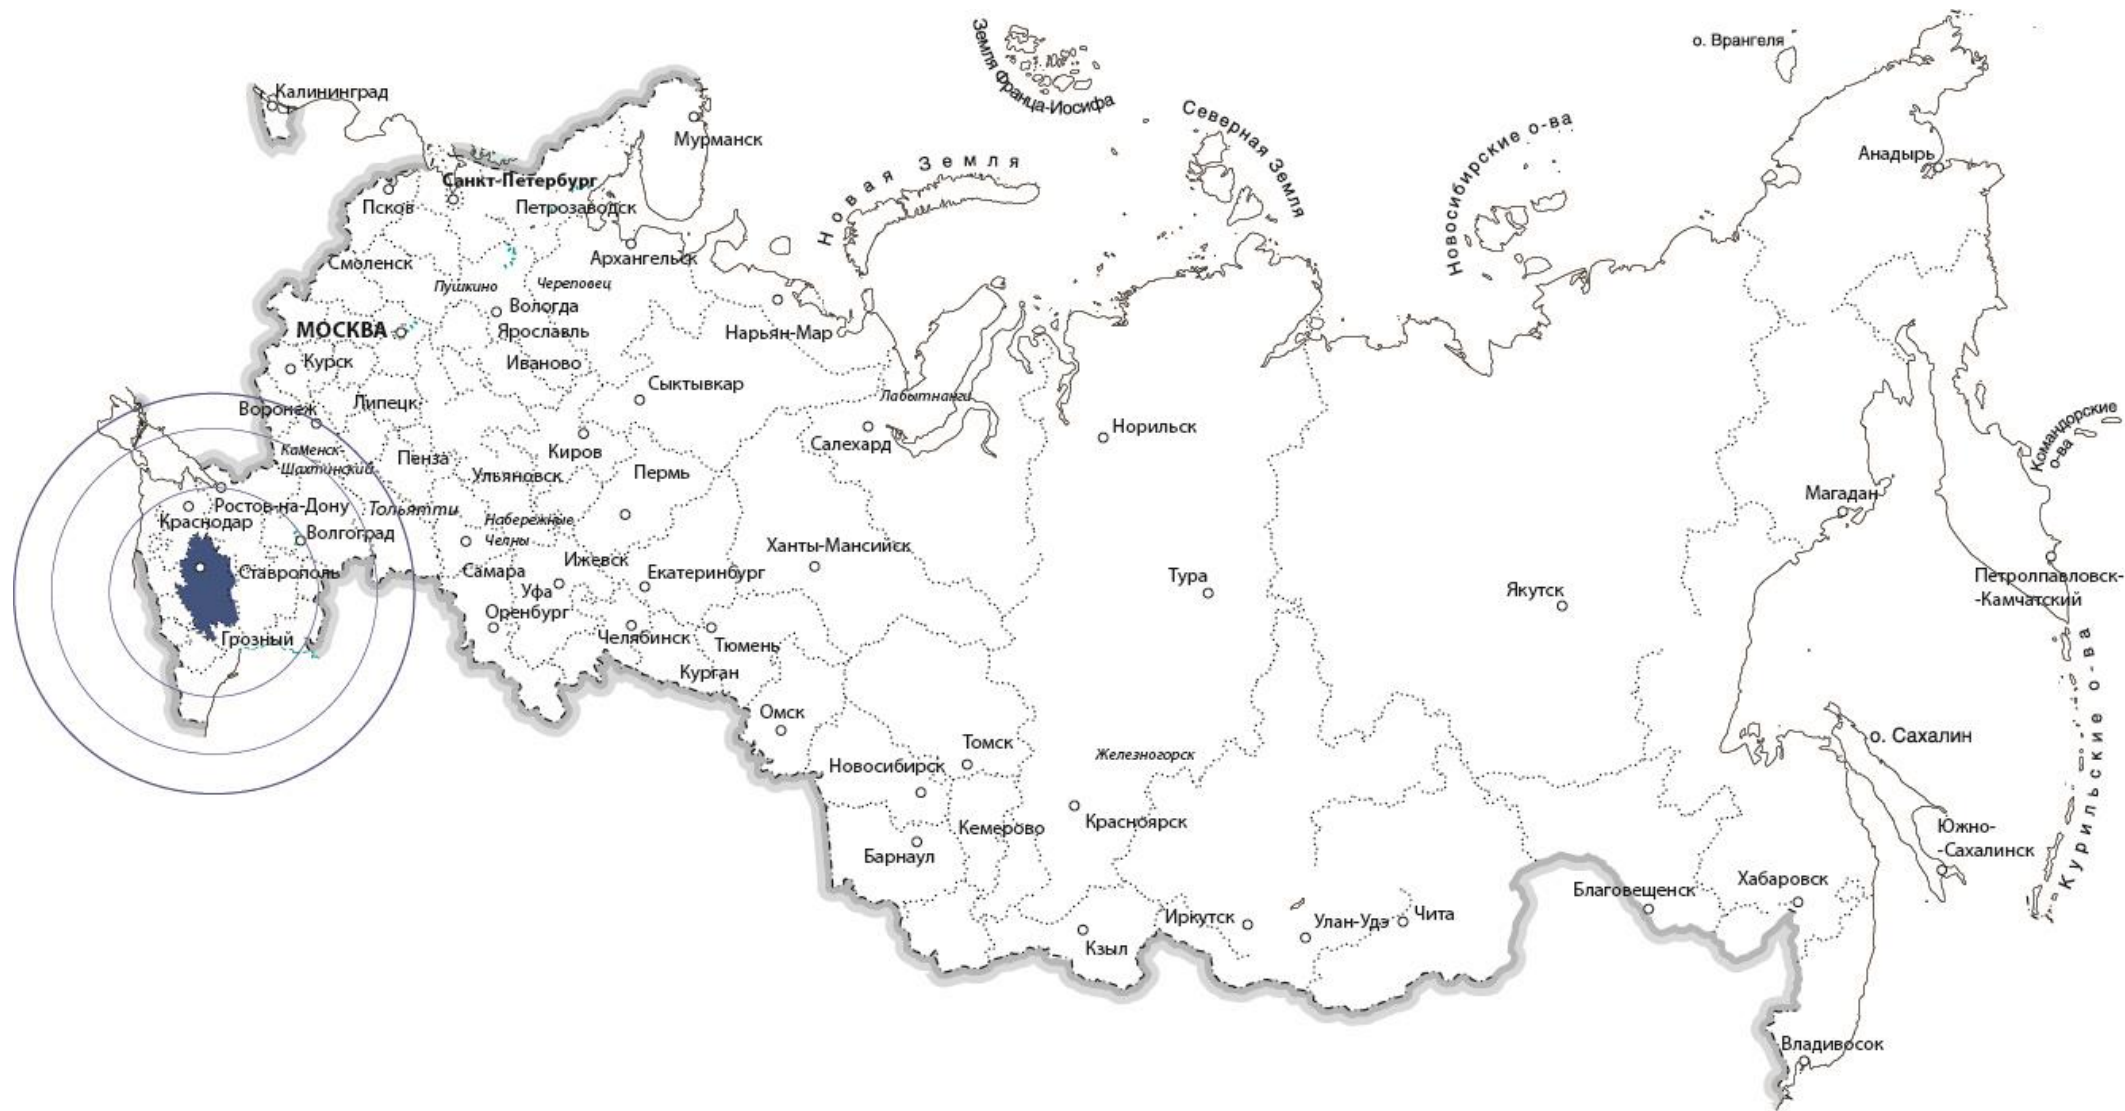 Земля Франца-Иосифа
о. Врангеля
Калининград
Северная Земля
Новосибирские о-ва
Мурманск
Новая Земля
Анадырь
Санкт-Петербург
Псков
Петрозаводск
Архангельск
Смоленск
Пушкино
Череповец
Вологда
МОСКВА
Ярославль
Нарьян-Мар
Курск
Иваново
Сыктывкар
Лабытнанги
Воронеж
Липецк
Командорские
о-ва
Норильск
Салехард
Каменск-
Шахтинский
Пенза
Киров
Ульяновск
Пермь
Магадан
Ростов-на-Дону
Тольятти
Краснодар
Набережные
Челны
Волгоград
Ханты-Мансийск
Ижевск
Ставрополь
Самара
Екатеринбург
Тура
Петролпавловск-
-Камчатский
Уфа
Якутск
Оренбург
Грозный
Челябинск
Тюмень
Курган
Курильские о-ва
Омск
Томск
о. Сахалин
Железногорск
Новосибирск
Кемерово
Красноярск
Южно-
-Сахалинск
Барнаул
Хабаровск
Благовещенск
Иркутск
Улан-Удэ
Чита
Кзыл
Владивосок